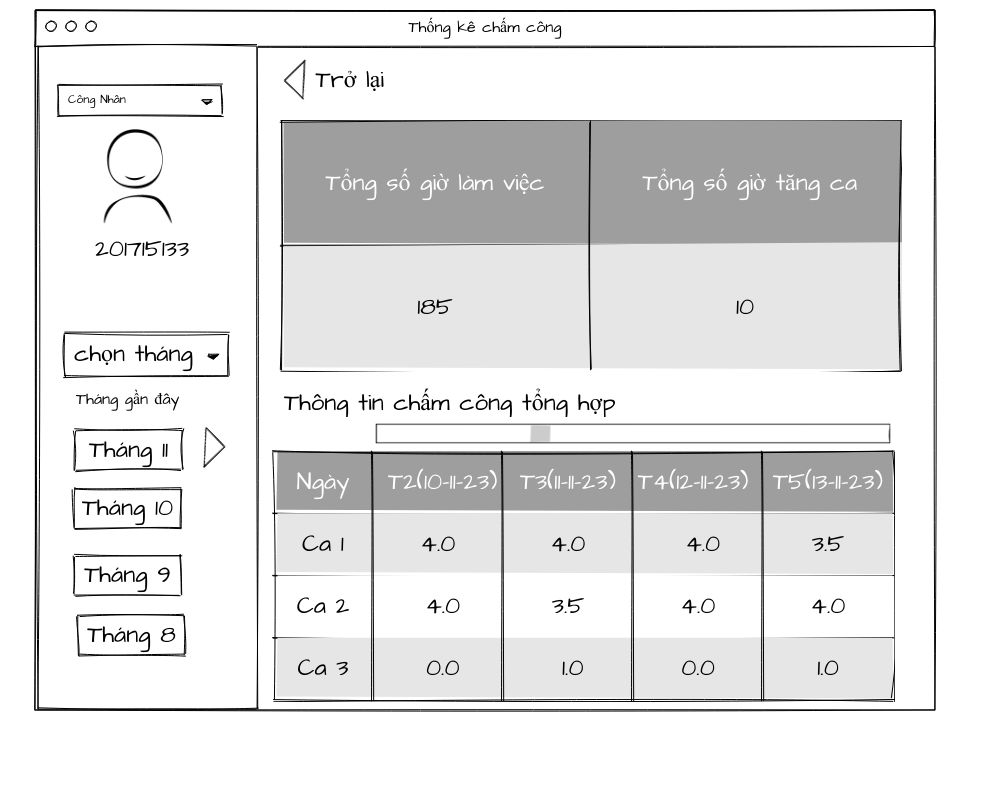 Thống kê chấm công
Công Nhân
201715133
chọn tháng
Tháng gần đây
Tháng 11
Tháng 10
Tháng 9
Tháng 8
Trở lại
Tổng số giờ làm việc Tổng số giờ tăng ca
185 10
Thông tin chấm công tổng hợp
Ngày T2(10-11-23) T3(11-11-23) T4(12-11-23) T5(13-11-23)
Ca 1 4.0 4.0 4.0 3.5
Ca 2 4.0 3.5 4.0 4.0
Ca 3 0.0 1.0 0.0 1.0